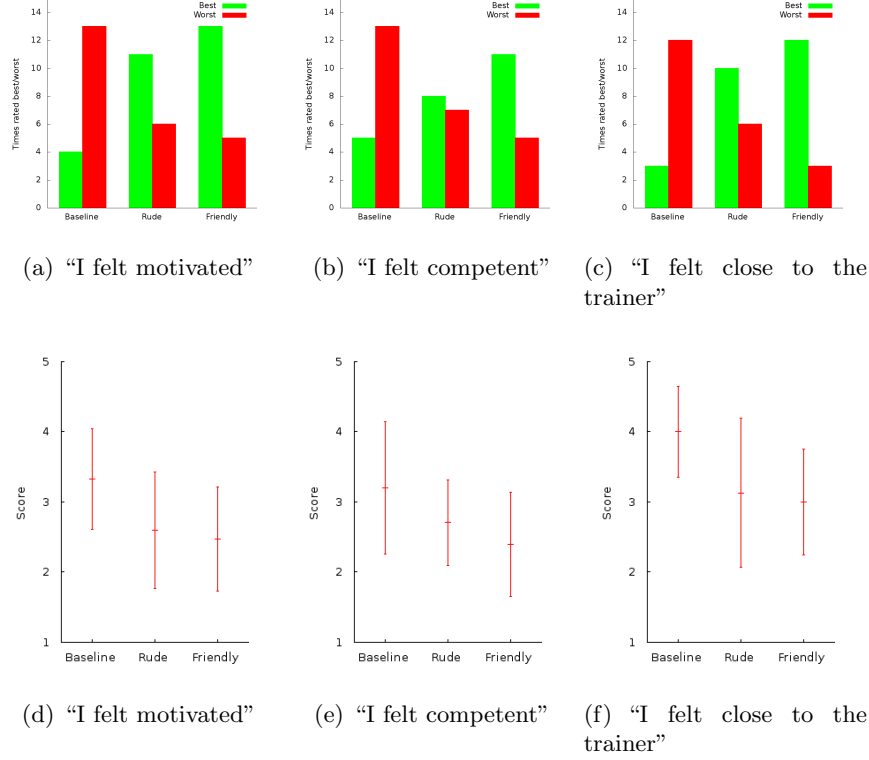 14
12
10
8
6
4
2
0
Times rated best/worst
Best
Worst
Baseline Rude Friendly
14
12
10
8
6
4
2
0
Times rated best/worst
Best
Worst
Baseline Rude Friendly
14
12
10
8
6
4
2
0
Times rated best/worst
Best
Worst
Baseline Rude Friendly
(a) “I felt motivated”
(b) “I felt competent”
(c) “I felt close to the
trainer”
5
4
3
2
1
Score
Baseline Rude Friendly
5
4
3
2
1
Score
Baseline Rude Friendly
5
4
3
2
1
Score
Baseline Rude Friendly
(d) “I felt motivated”
(e) “I felt competent”
(f) “I felt close to the
trainer”